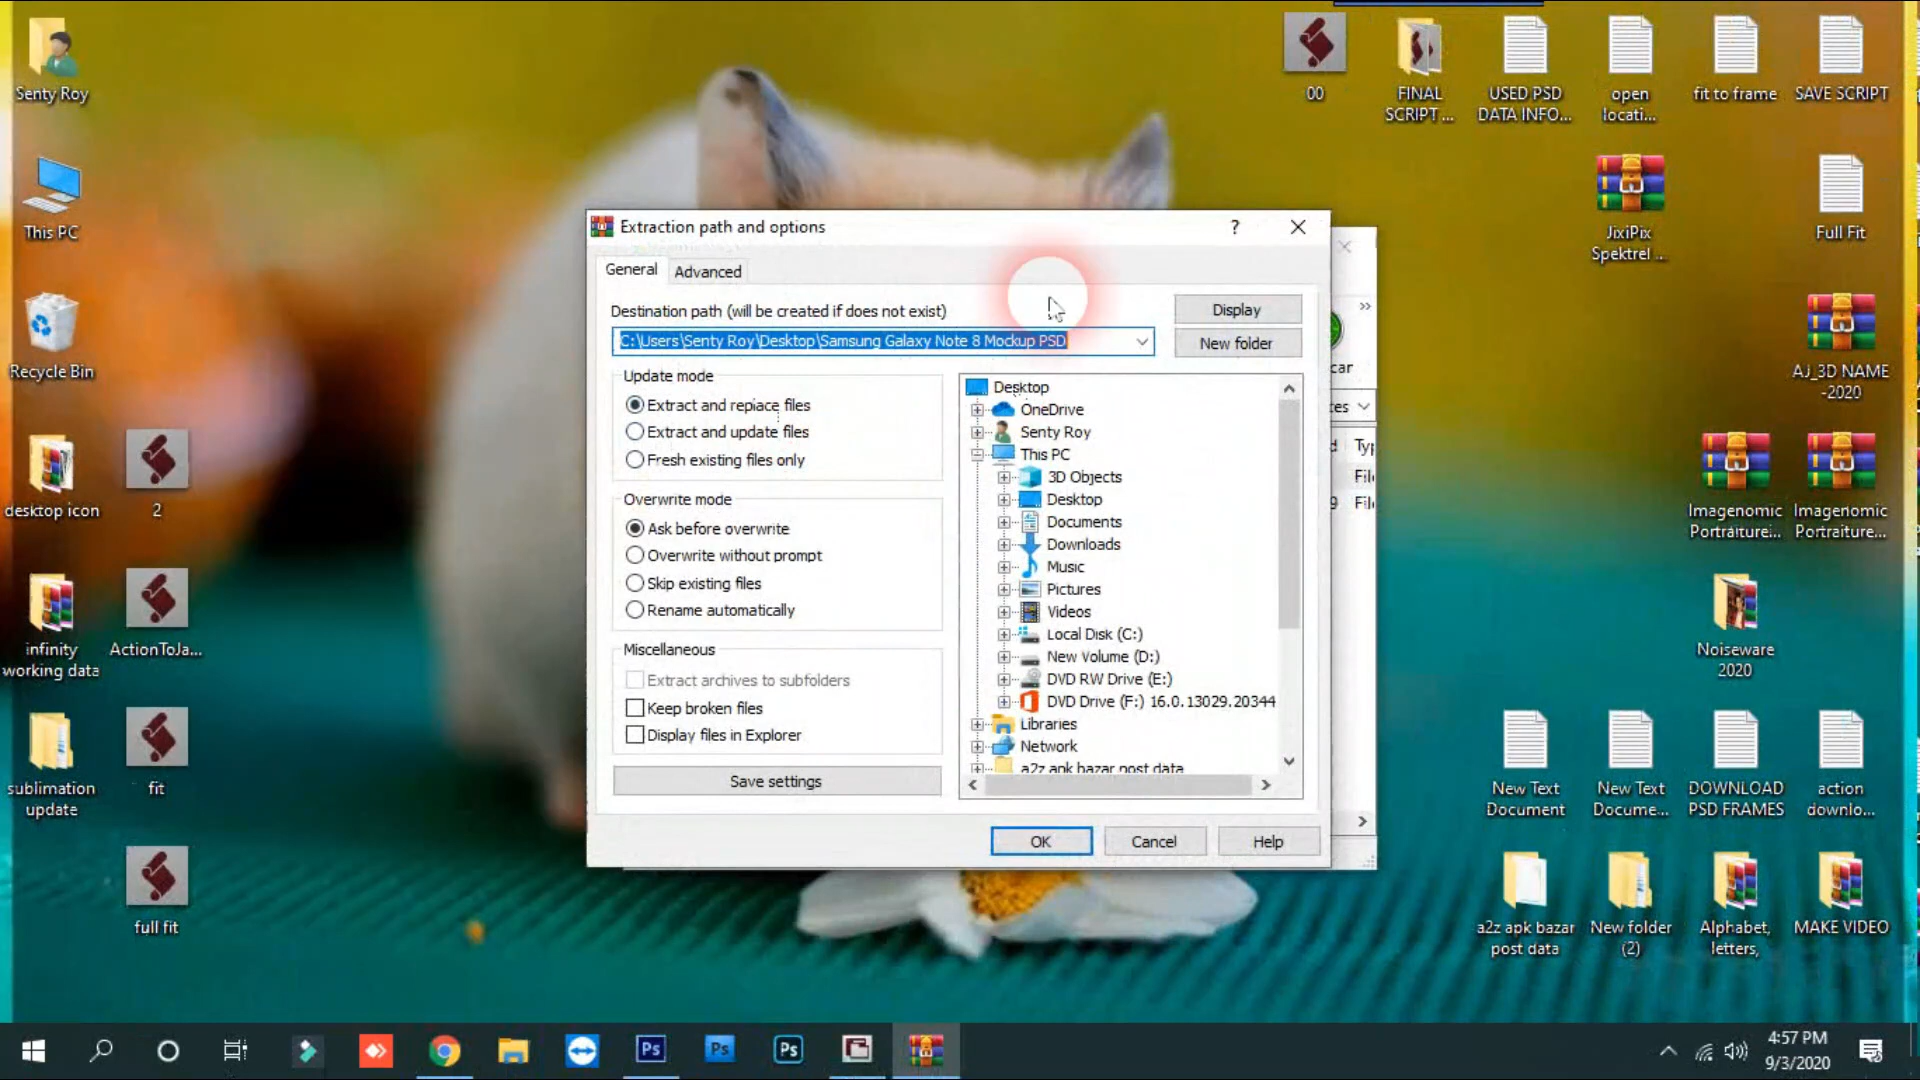 Senty Roy
This PC
Recycle Bin
desktop icon
2
infinity
working data
ActionToJa...
sublimation
update
fit
full fit
00
FINAL
SCRIPT ...
USED PSD
DATA INFO...
open
locati...
fit to frame
SAVE SCRIPT
JixiPix
Spektrel ...
Full Fit
AJ_3D NAME
-2020
Imagenomic
Portraiture...
Imagenomic
Portraiture...
Noiseware
2020
New Text
Document
New Text
Docume...
DOWNLOAD
PSD FRAMES
action
downlo...
a2z apk bazar
post data
New folder
(2)
Alphabet,
letters,
MAKE VIDEO
Extraction path and options
?
General
Advanced
Destination path (will be created if does not exist)
Display
C:\Users\Senty Roy\Desktop\Samsung Galaxy Note 8 Mockup PSD
New folder
Update mode
Extract and replace files
Extract and update files
Fresh existing files only
Overwrite mode
Ask before overwrite
Overwrite without prompt
Skip existing files
Rename automatically
Miscellaneous
Extract archives to subfolders
Keep broken files
Display files in Explorer
Save settings
Desktop
OneDrive
Senty Roy
This PC
3D Objects
Desktop
Documents
Downloads
Music
Pictures
Videos
Local Disk (C:)
New Volume (D:)
DVD RW Drive (E:)
DVD Drive (F:) 16.0.13029.20344
Libraries
Network
a2z apk bazar post data
OK
Cancel
Help
Ps
Ps
Ps
4:57 PM
9/3/2020